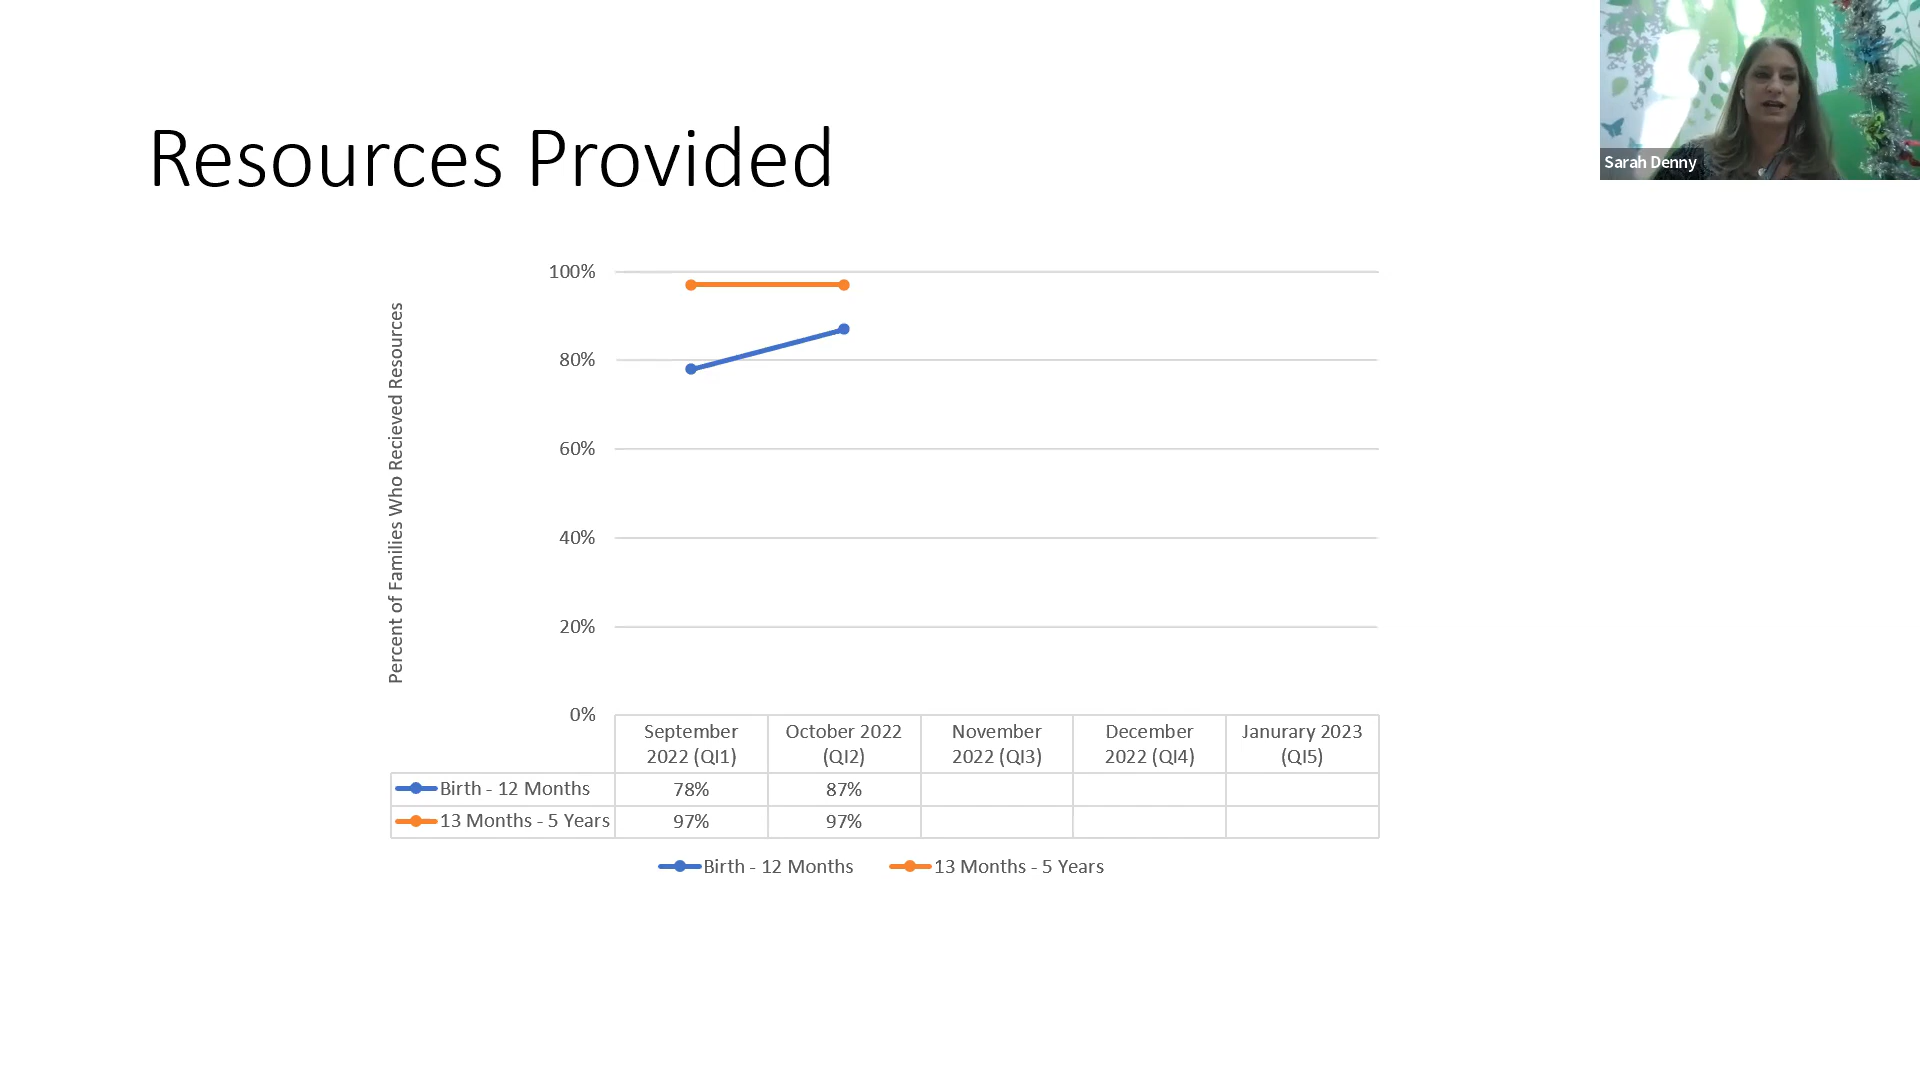 Sarah Denny
Resources Provided
Percent of Families Who Recieved Resources
100%
80%
60%
40%
20%
0%
September 2022 (QI1)
October 2022 (QI2)
November 2022 (QI3)
December 2022 (QI4)
Janurary 2023 (QI5)
Birth - 12 Months 78% 87%
13 Months - 5 Years 97% 97%
Birth - 12 Months 13 Months - 5 Years